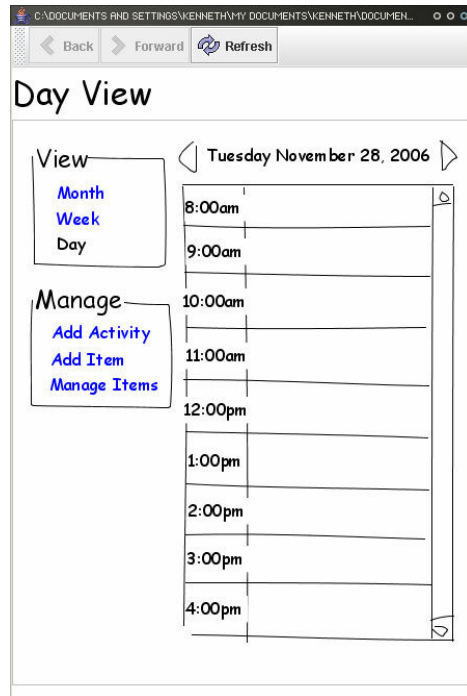 C:\DOCUMENTS AND SETTINGS\KENNETH\MY DOCUMENTS\KENNETH\DOCUMEN...
Back Forward Refresh
Day View
View
Month
Week
Day
Manage
Add Activity
Add Item
Manage Items
Tuesday November 28, 2006
8:00am
9:00am
10:00am
11:00am
12:00pm
1:00pm
2:00pm
3:00pm
4:00pm